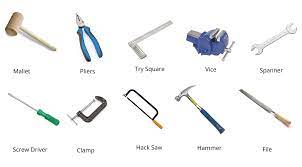 Mallet
Pliers
Try Square
Vice
Spanner
Screw Driver
Clamp
Hack Saw
Hammer
File